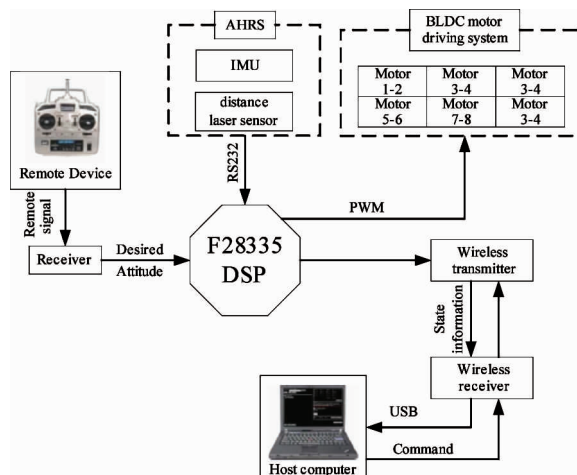 AHRS
IMU
distance
laser sensor
BLDC motor
driving system
Motor
1-2
Motor
3-4
Motor
3-4
Motor
5-6
Motor
7-8
Motor
3-4
Remote Device
Remote
signal
RS232
PWM
Receiver
Desired
Attitude
F28335
DSP
Wireless
transmitter
State
information
Wireless
receiver
USB
Command
Host computer